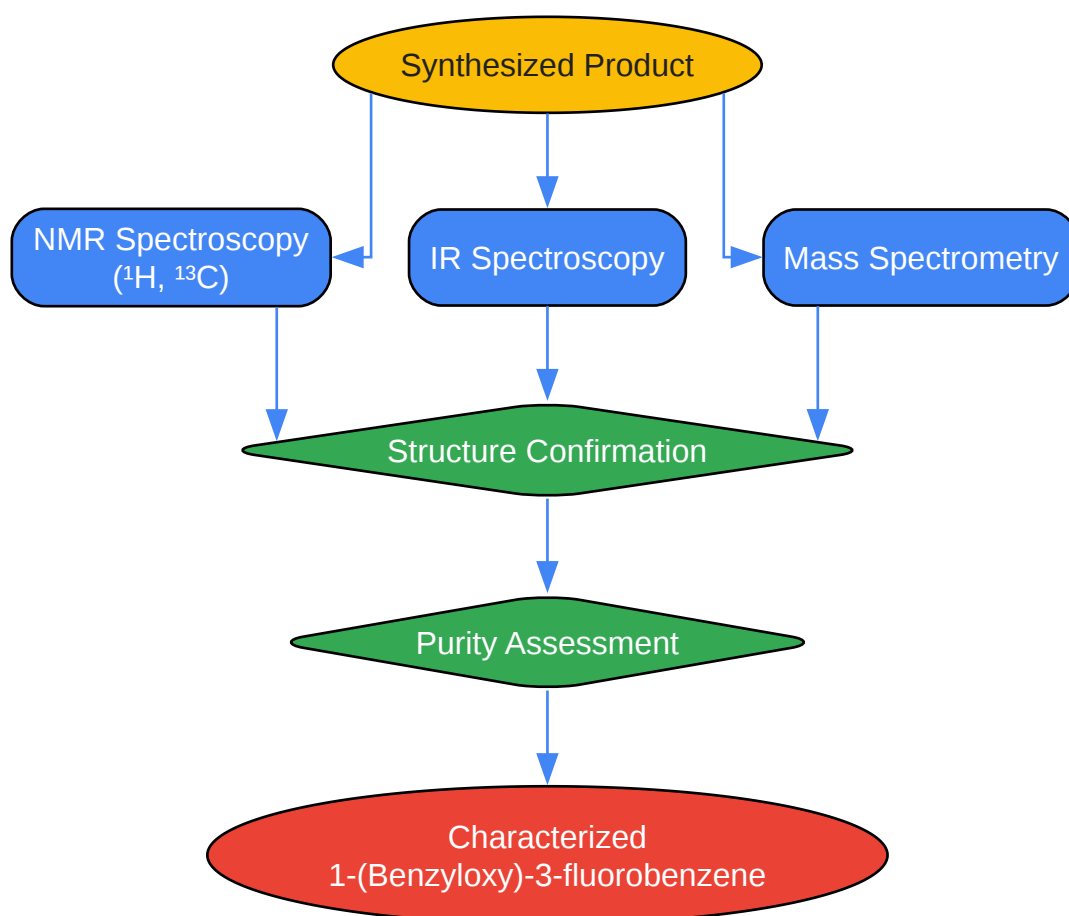 Synthesized Product
NMR Spectroscopy
(¹H, ¹³C)
IR Spectroscopy
Mass Spectrometry
Structure Confirmation
Purity Assessment
Characterized
1-(Benzyloxy)-3-fluorobenzene